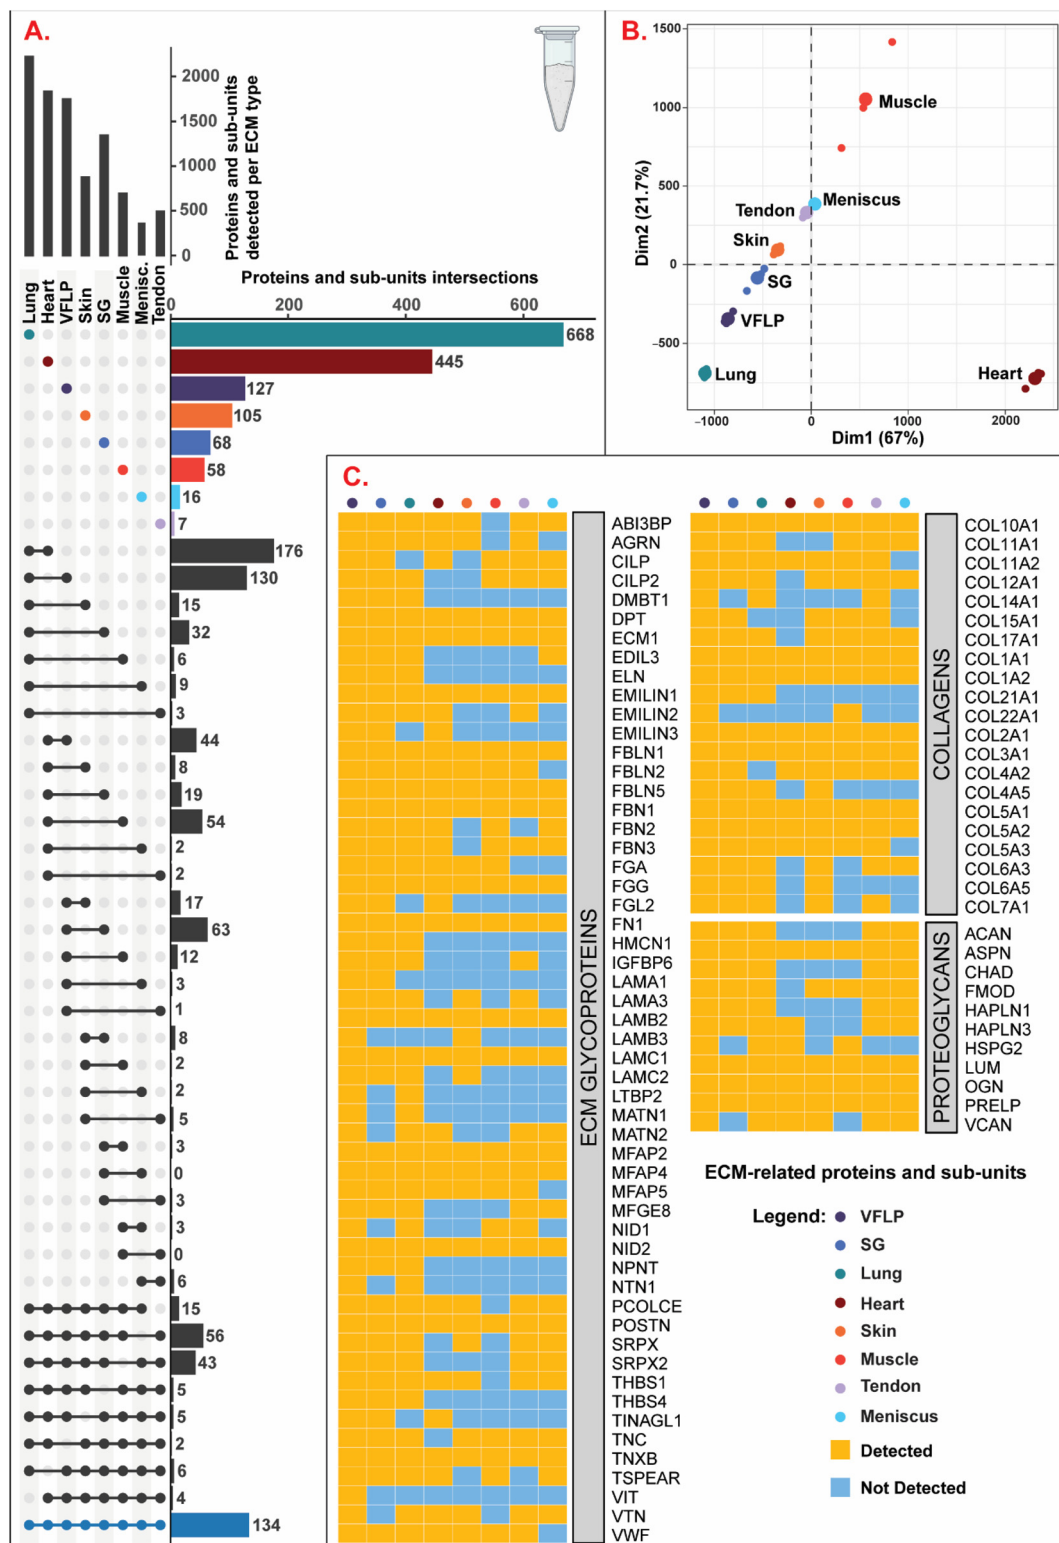 A.
2000
1500
1000
500
0
Proteins and sub-units
detected per ECM type
Proteins and sub-units intersections
0
200
400
600
Lung
Heart
VFLP
Skin
SG
Muscle
Menisc.
Tendon
668
445
127
105
68
58
16
7
176
130
15
32
6
9
3
44
8
19
54
2
2
17
63
12
3
1
8
2
2
5
3
0
3
3
0
6
15
56
43
5
5
2
6
4
134
B.
1500
1000
500
0
−500
Dim2 (21.7%)
−1000
0
1000
2000
Dim1 (67%)
Muscle
Meniscus
Tendon
Skin
SG
VFLP
Lung
Heart
C.
ECM GLYCOPROTEINS
ABI3BP
AGRN
CILP
CILP2
DMBT1
DPT
ECM1
EDIL3
ELN
EMILIN1
EMILIN2
EMILIN3
FBLN1
FBLN2
FBLN5
FBN1
FBN2
FBN3
FGA
FGG
FGL2
FN1
HMCN1
IGFBP6
LAMA1
LAMA3
LAMB2
LAMB3
LAMC1
LAMC2
LTBP2
MATN1
MATN2
MFAP2
MFAP4
MFAP5
MFGE8
NID1
NID2
NPNT
NTN1
PCOLCE
POSTN
SRPX
SRPX2
THBS1
THBS4
TINAGL1
TNC
TNXB
TSPEAR
VIT
VTN
VWF
COLLAGENS
COL10A1
COL11A1
COL11A2
COL12A1
COL14A1
COL15A1
COL17A1
COL1A1
COL1A2
COL21A1
COL22A1
COL2A1
COL3A1
COL4A2
COL4A5
COL5A1
COL5A2
COL5A3
COL6A3
COL6A5
COL7A1
PROTEOGLYCANS
ACAN
ASPN
CHAD
FMOD
HAPLN1
HAPLN3
HSPG2
LUM
OGN
PRELP
VCAN
ECM-related proteins and sub-units
Legend:
VFLP
SG
Lung
Heart
Skin
Muscle
Tendon
Meniscus
Detected
Not Detected